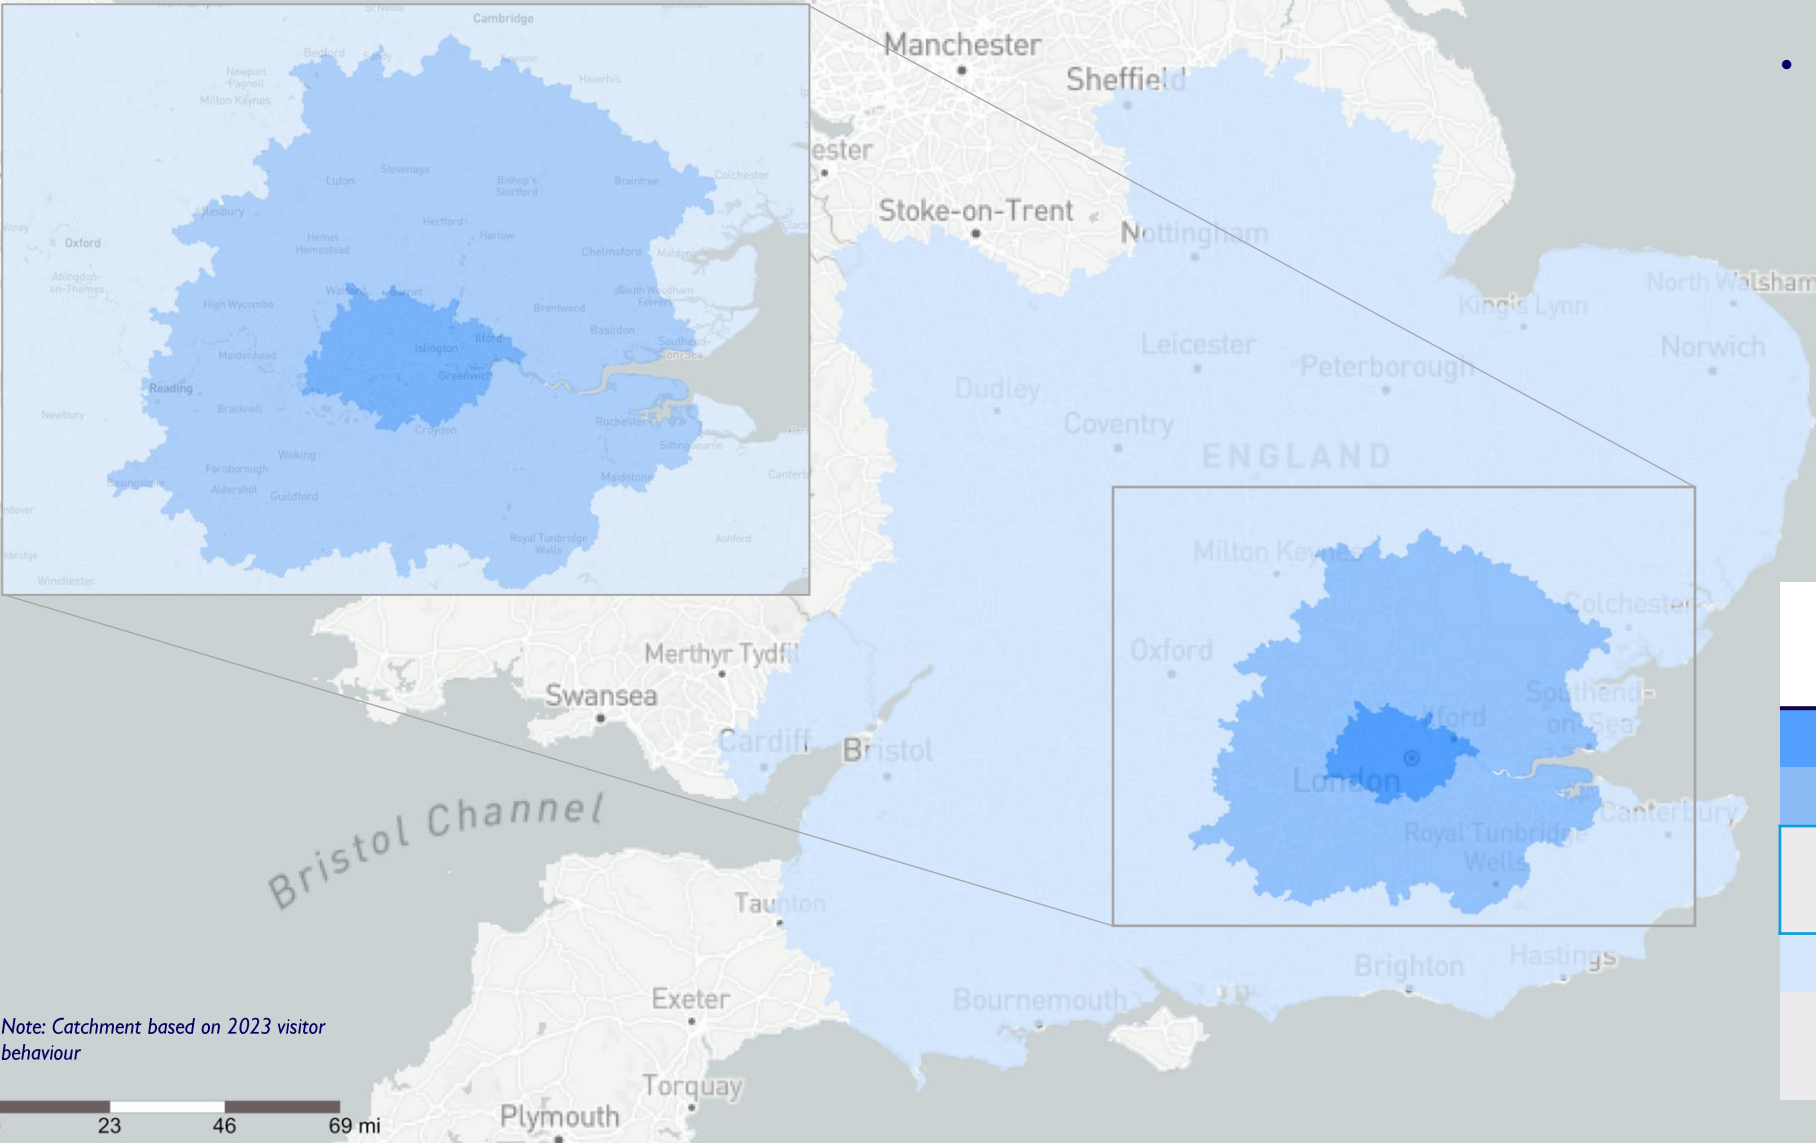 Cambridge
Bedford
Sandy
Haverhill
Newport
Pagnell
Milton Keynes
Stevenage
Luton
Bishop's
Stortford
Braintree
Colchester
Aylesbury
Hertford
Oxford
Hemel
Hempstead
Harlow
Chelmsford
Maldon
Abingdon-
on-Thames
Watford
Barnet
South Woodham
Ferrers
High Wycombe
Brentwood
Basildon
Ilford
Islington
Southend-
on-Sea
Maidenhead
Greenwich
Reading
Newbury
Bracknell
Rochester
Croydon
Sittingbourne
Woking
Farnborough
Maidstone
Canterb
Basingstoke
Aldershot
Guildford
Royal Tunbridge
Wells
Ashford
Winchester
Manchester
Sheffield
ester
Stoke-on-Trent
Nottingham
North Walsham
King's Lynn
Leicester
Norwich
Peterborough
Dudley
Coventry
ENGLAND
Milton Keynes
Colchester
Oxford
Merthyr Tydfil
Swansea
Southend-
on-Sea
Ilford
Cardiff
Bristol
London
Bristol Channel
Canterbury
Royal Tunbridge
Wells
Taunton
Hastings
Brighton
Exeter
Bournemouth
Note: Catchment based on 2023 visitor
behaviour
Torquay
Plymouth
23 46 69 mi